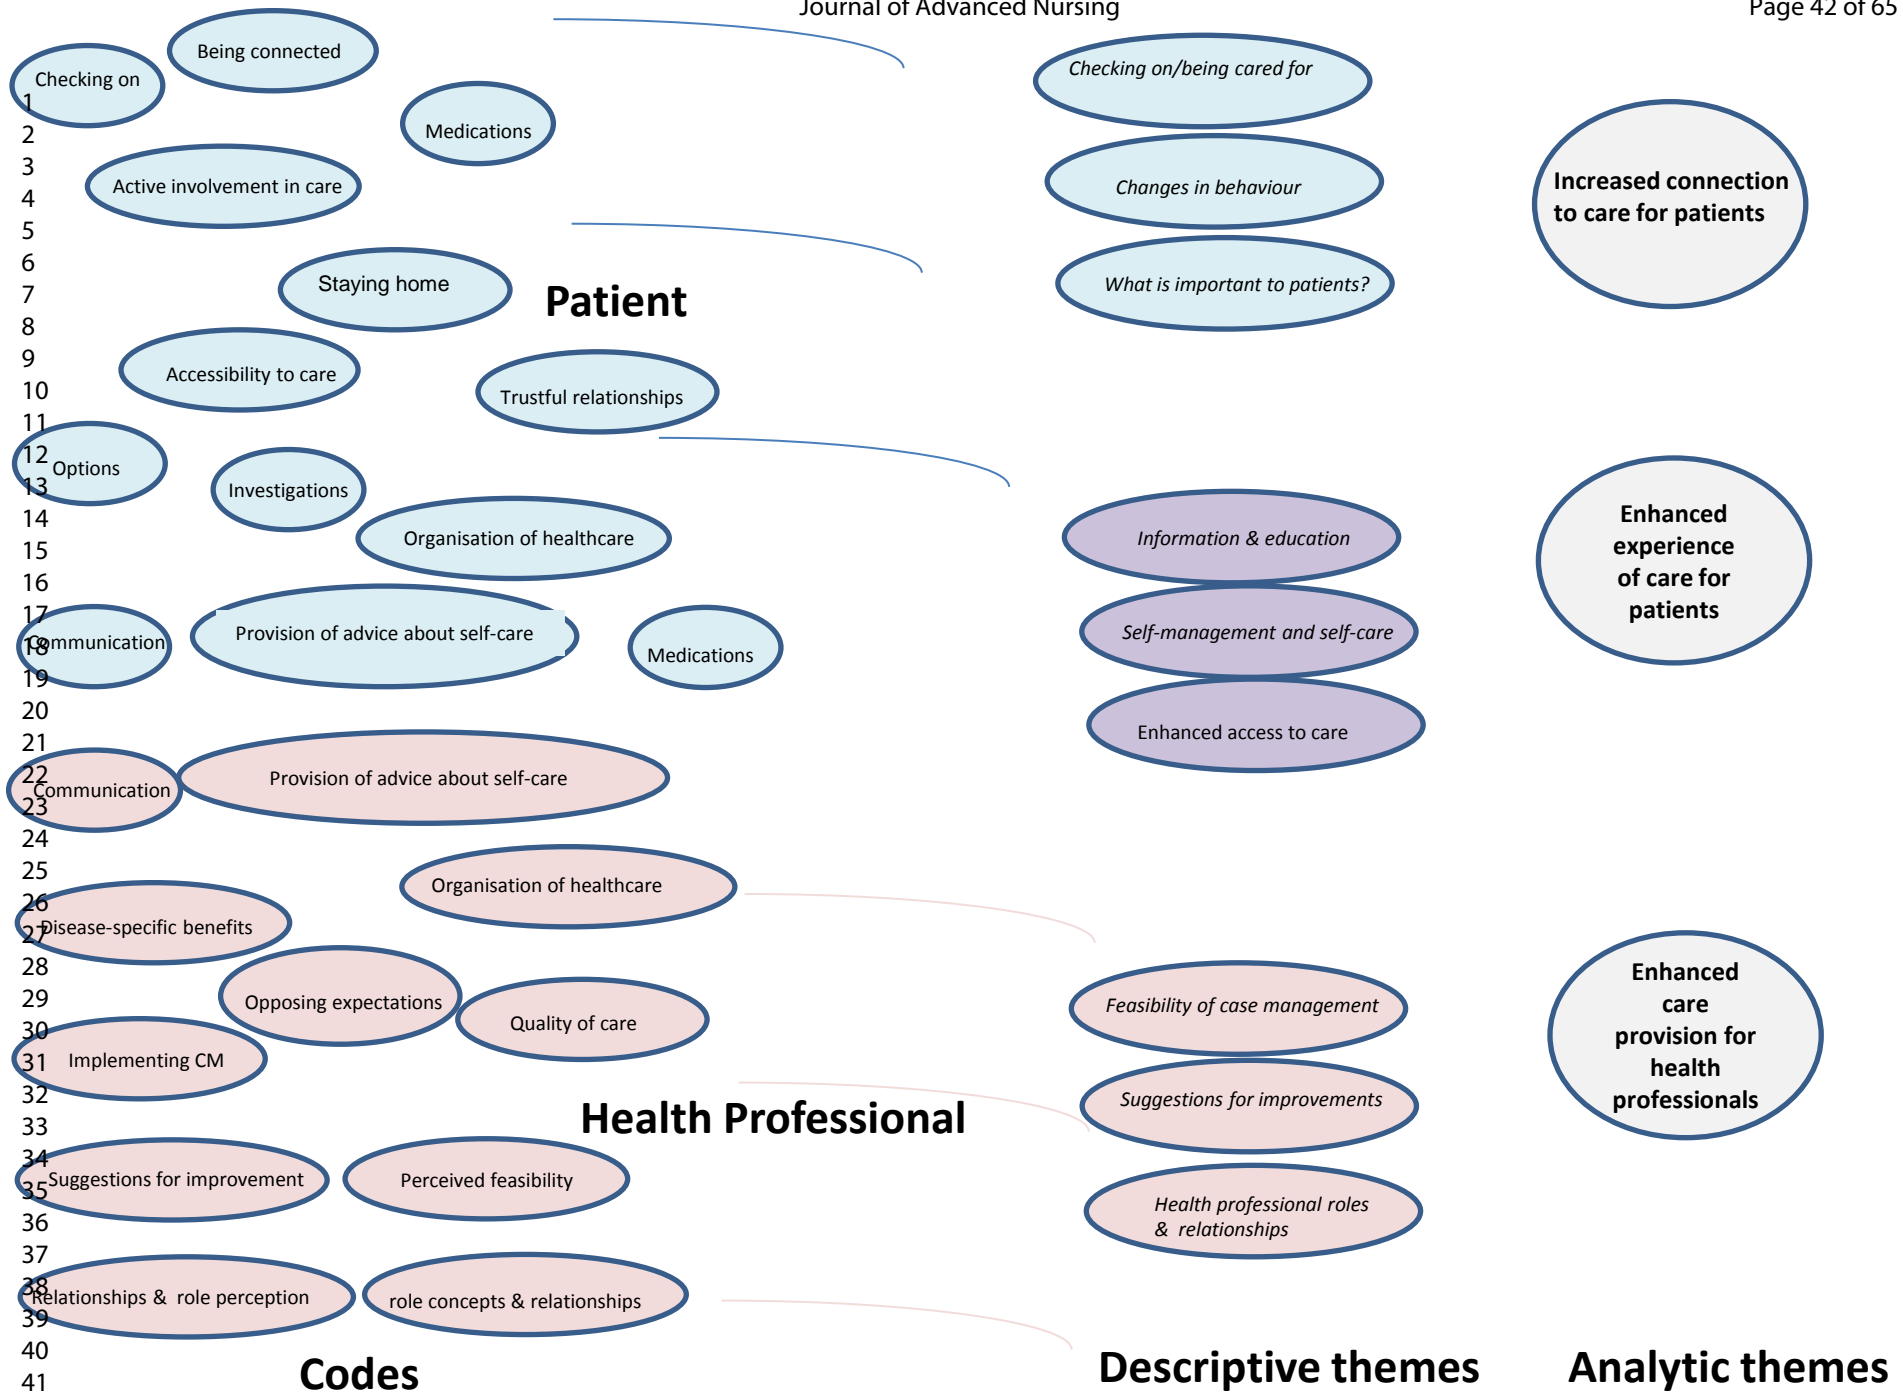 Journal of Advanced Nursing
Page 42 of 65
Being connected
Checking on
Medications
Active involvement in care
Staying home
Patient
Accessibility to care
Trustful relationships
Options
Investigations
Organisation of healthcare
Communication
Provision of advice about self-care
Medications
Communication
Provision of advice about self-care
Organisation of healthcare
Disease-specific benefits
Opposing expectations
Quality of care
Implementing CM
Health Professional
Suggestions for improvement
Perceived feasibility
Relationships & role perception
role concepts & relationships
Codes
Checking on/being cared for
Changes in behaviour
What is important to patients?
Information & education
Self-management and self-care
Enhanced access to care
Feasibility of case management
Suggestions for improvements
Health professional roles
& relationships
Descriptive themes
Increased connection
to care for patients
Enhanced
experience
of care for
patients
Enhanced
care
provision for
health
professionals
Analytic themes
1
2
3
4
5
6
7
8
9
10
11
12
13
14
15
16
17
18
19
20
21
22
23
24
25
26
27
28
29
30
31
32
33
34
35
36
37
38
39
40
41